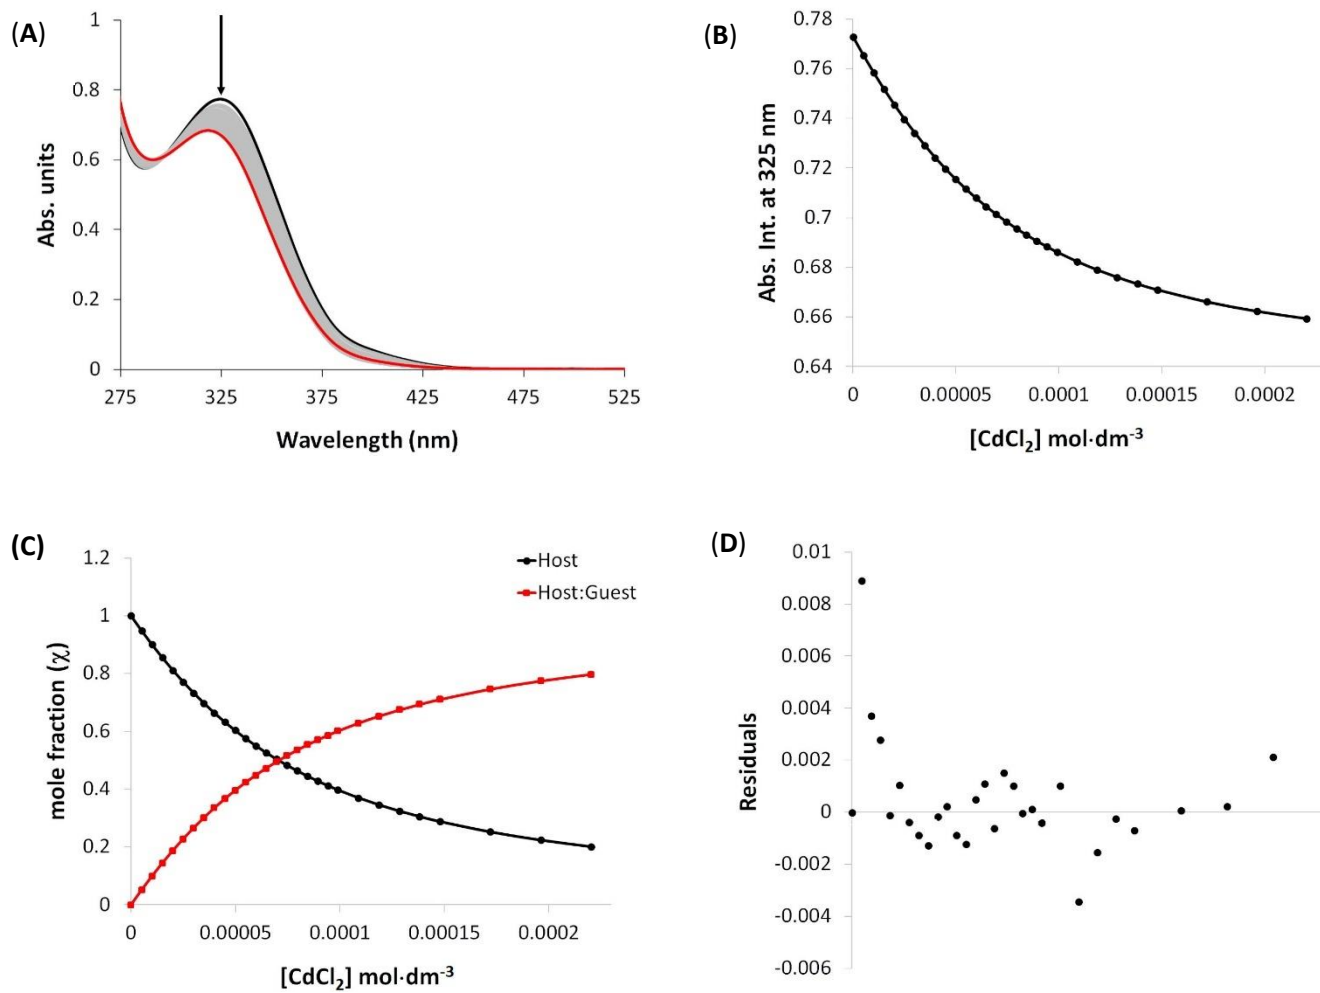 (A)
Abs. units
1
0.8
0.6
0.4
0.2
0
275 325 375 425 475 525
Wavelength (nm)
(B)
Abs. Int. at 325 nm
0.78
0.76
0.74
0.72
0.7
0.68
0.66
0.64
0 0.00005 0.0001 0.00015 0.0002
[CdCl₂] mol·dm⁻³
(C)
mole fraction (χ)
1.2
1
0.8
0.6
0.4
0.2
0
Host
Host:Guest
0 0.00005 0.0001 0.00015 0.0002
[CdCl₂] mol·dm⁻³
(D)
Residuals
0.01
0.008
0.006
0.004
0.002
0
-0.002
-0.004
-0.006